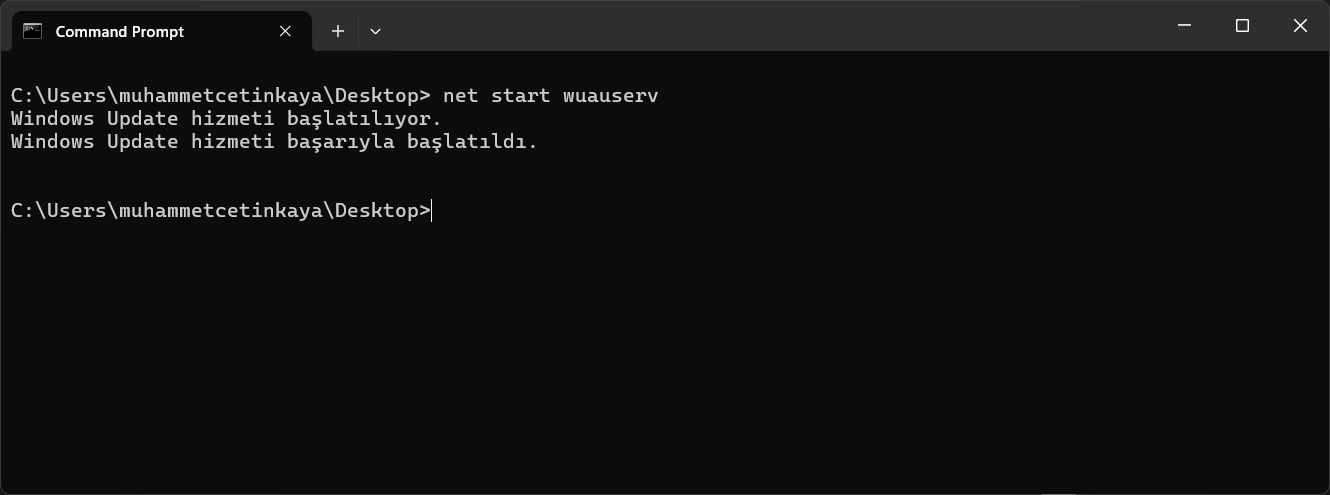 Command Prompt
C:\Users\muhammetcetinkaya\Desktop> net start wuauserv
Windows Update hizmeti başlatılıyor.
Windows Update hizmeti başarıyla başlatıldı.
C:\Users\muhammetcetinkaya\Desktop>